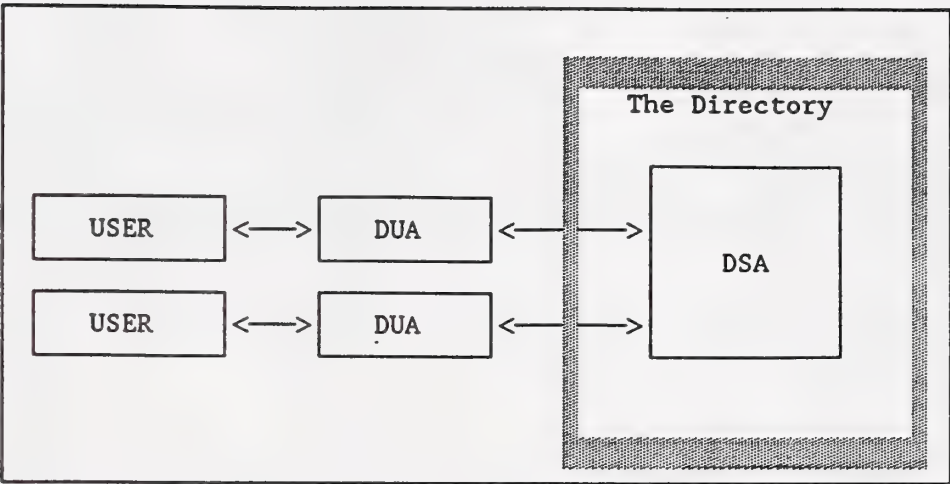 The Directory
USER
DUA
DSA
USER
DUA